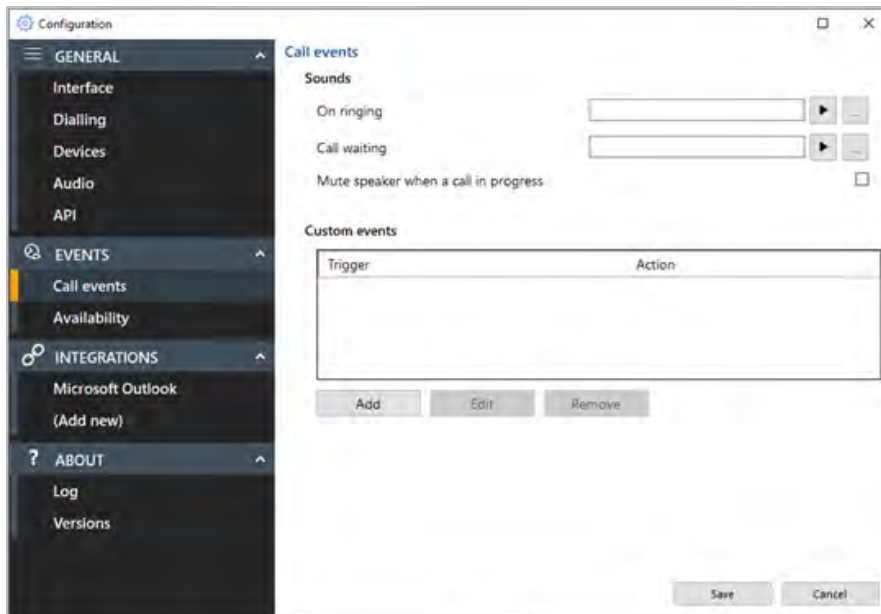 Configuration
GENERAL
Interface
Dialling
Devices
Audio
API
EVENTS
Call events
Availability
INTEGRATIONS
Microsoft Outlook
(Add new)
? ABOUT
Log
Versions
Call events
Sounds
On ringing
...
Call waiting
...
Mute speaker when a call in progress
Custom events
Trigger Action
Add Edit Remove
Save Cancel